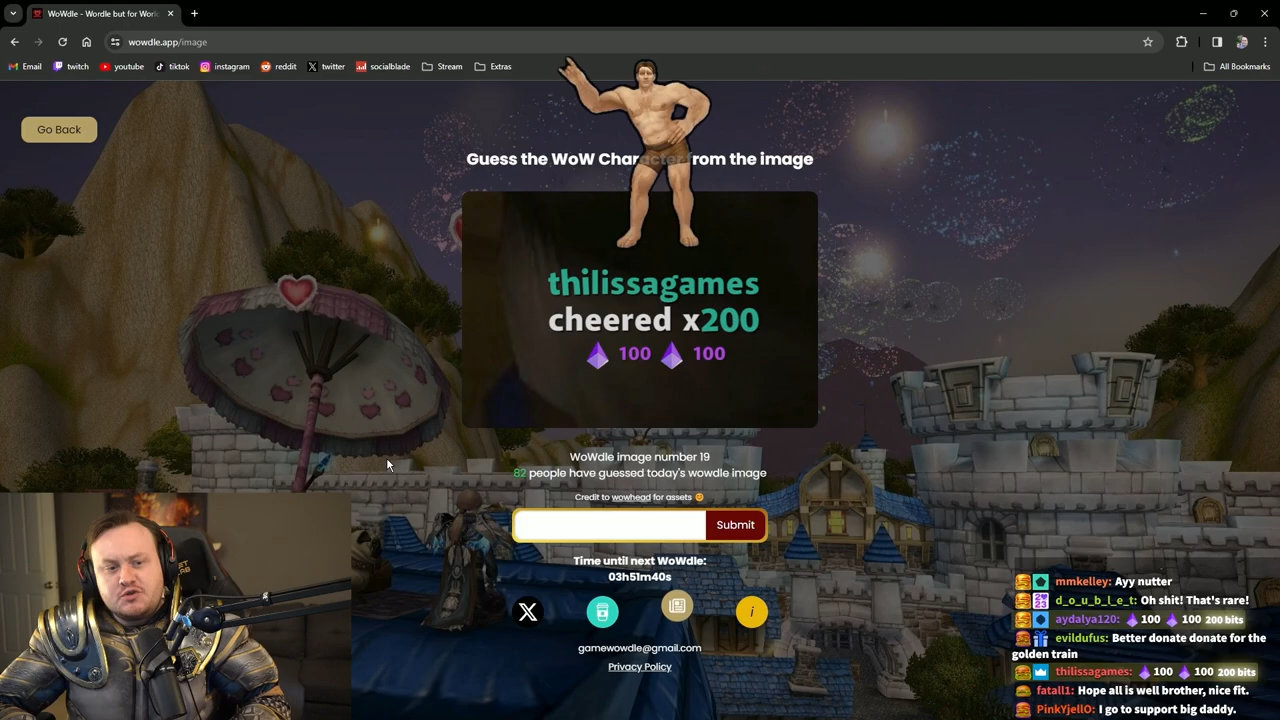 WoWdle - Wordle but for Worl
wowdle.app/image
Email
twitch
youtube
tiktok
instagram
reddit
twitter
socialblade
Stream
Extras
All Bookmarks
Go Back
Guess the WoW Character from the image
thilissagames
cheered x200
100 100
WoWdle image number 19
82 people have guessed today's wowdle image
Credit to wowhead for assets
Submit
Time until next WoWdle:
03h51m40s
gamewowdle@gmail.com
Privacy Policy
mmkelley: Ayy nutter
d_o_u_b_l_e_t: Oh shit! That's rare!
aydalya120: 100 100 200 bits
evildufus: Better donate donate for the
golden train
thilissagames: 100 100 200 bits
fatall1: Hope all is well brother, nice fit.
PinkYjellO: I go to support big daddy.